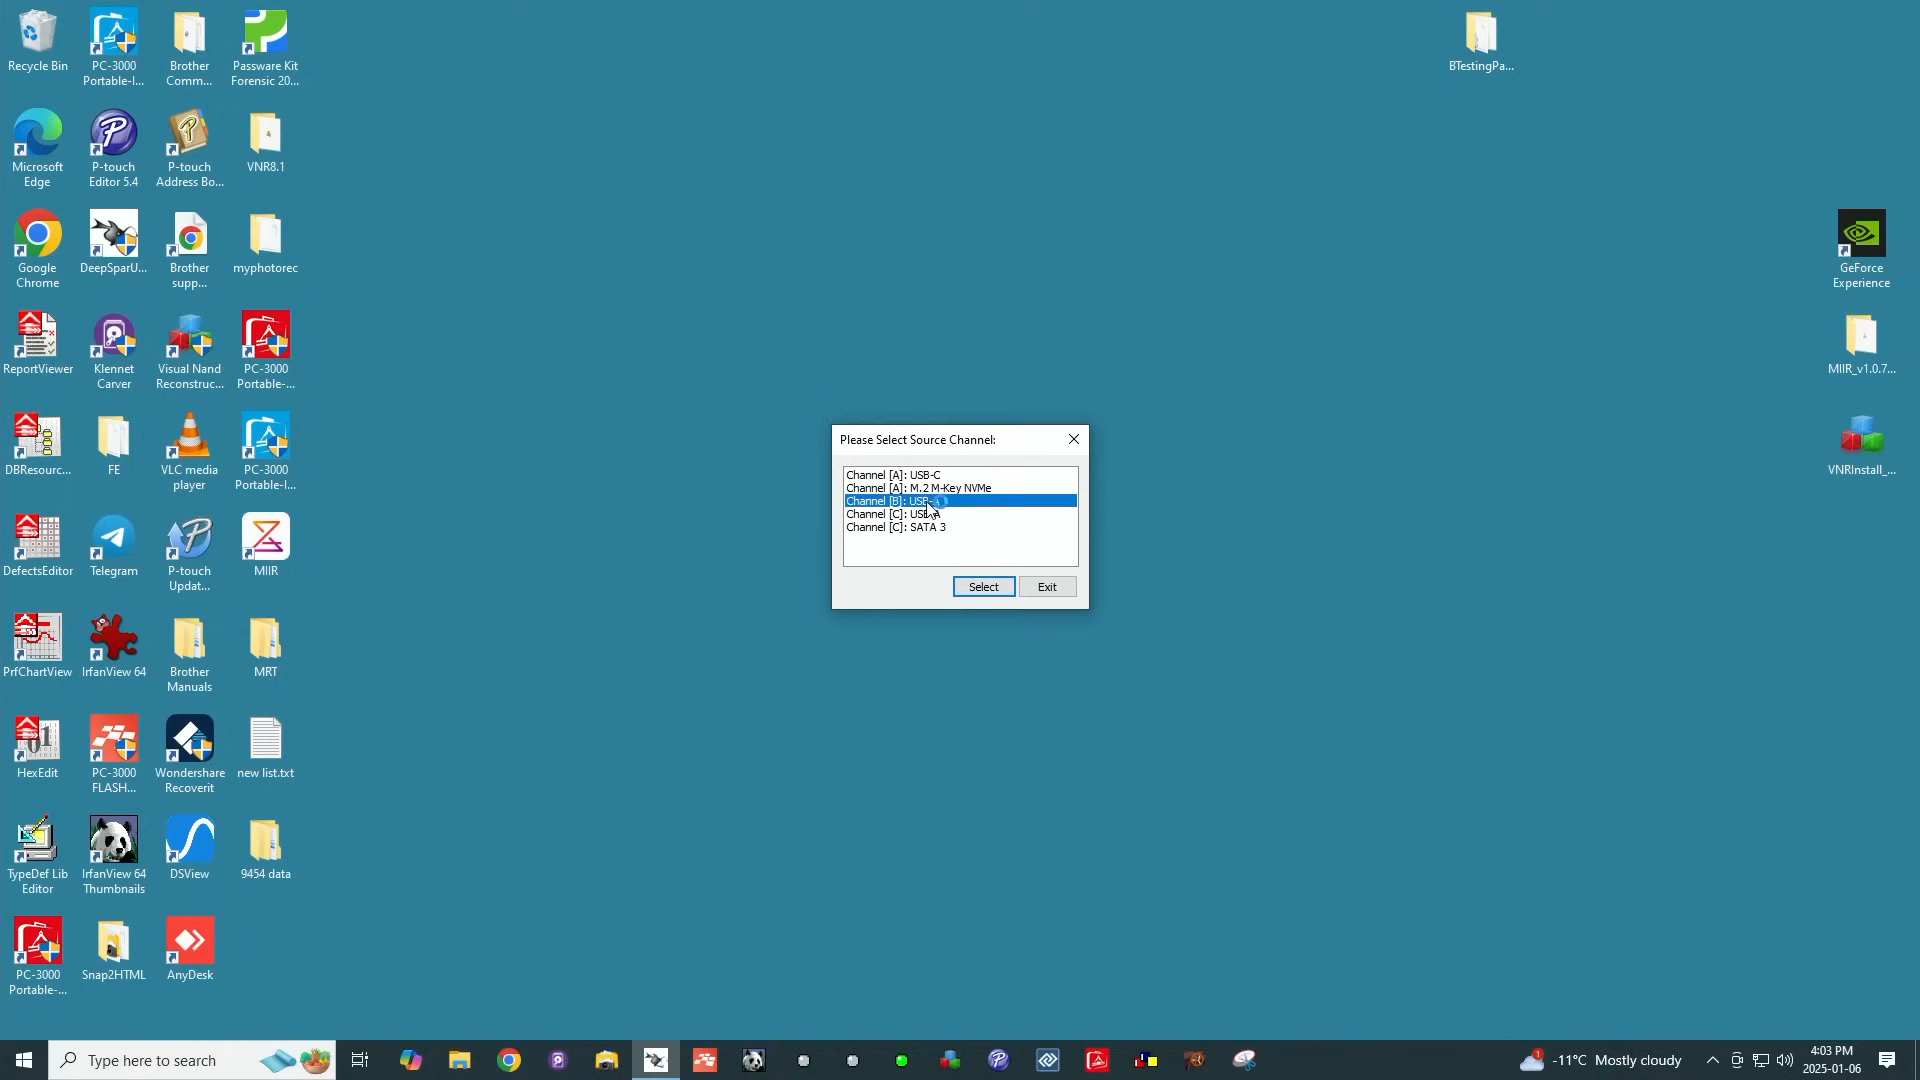 Recycle Bin
PC-3000
Portable-I...
Brother
Comm...
Passware Kit
Forensic 20...
BTestingPa...
Microsoft
Edge
P-touch
Editor 5.4
P-touch
Address Bo...
VNR8.1
Google
Chrome
DeepSparU...
Brother
supp...
myphotorec
GeForce
Experience
ReportViewer
Klennet
Carver
Visual Nand
Reconstruc...
PC-3000
Portable-...
MIIR_v1.0.7...
DBResourc...
FE
VLC media
player
PC-3000
Portable-I...
VNRInstall_...
DefectsEditor
Telegram
P-touch
Updat...
MIIR
PrfChartView
IrfanView 64
Brother
Manuals
MRT
HexEdit
PC-3000
FLASH...
Wondershare
Recoverit
new list.txt
TypeDef Lib
Editor
IrfanView 64
Thumbnails
DSView
9454 data
PC-3000
Portable-...
Snap2HTML
AnyDesk
Please Select Source Channel:
Channel [A]: USB-C
Channel [A]: M.2 M-Key NVMe
Channel [B]: USB-A
Channel [C]: USB-A
Channel [C]: SATA 3
Select
Exit
Type here to search
1
-11°C Mostly cloudy
4:03 PM
2025-01-06